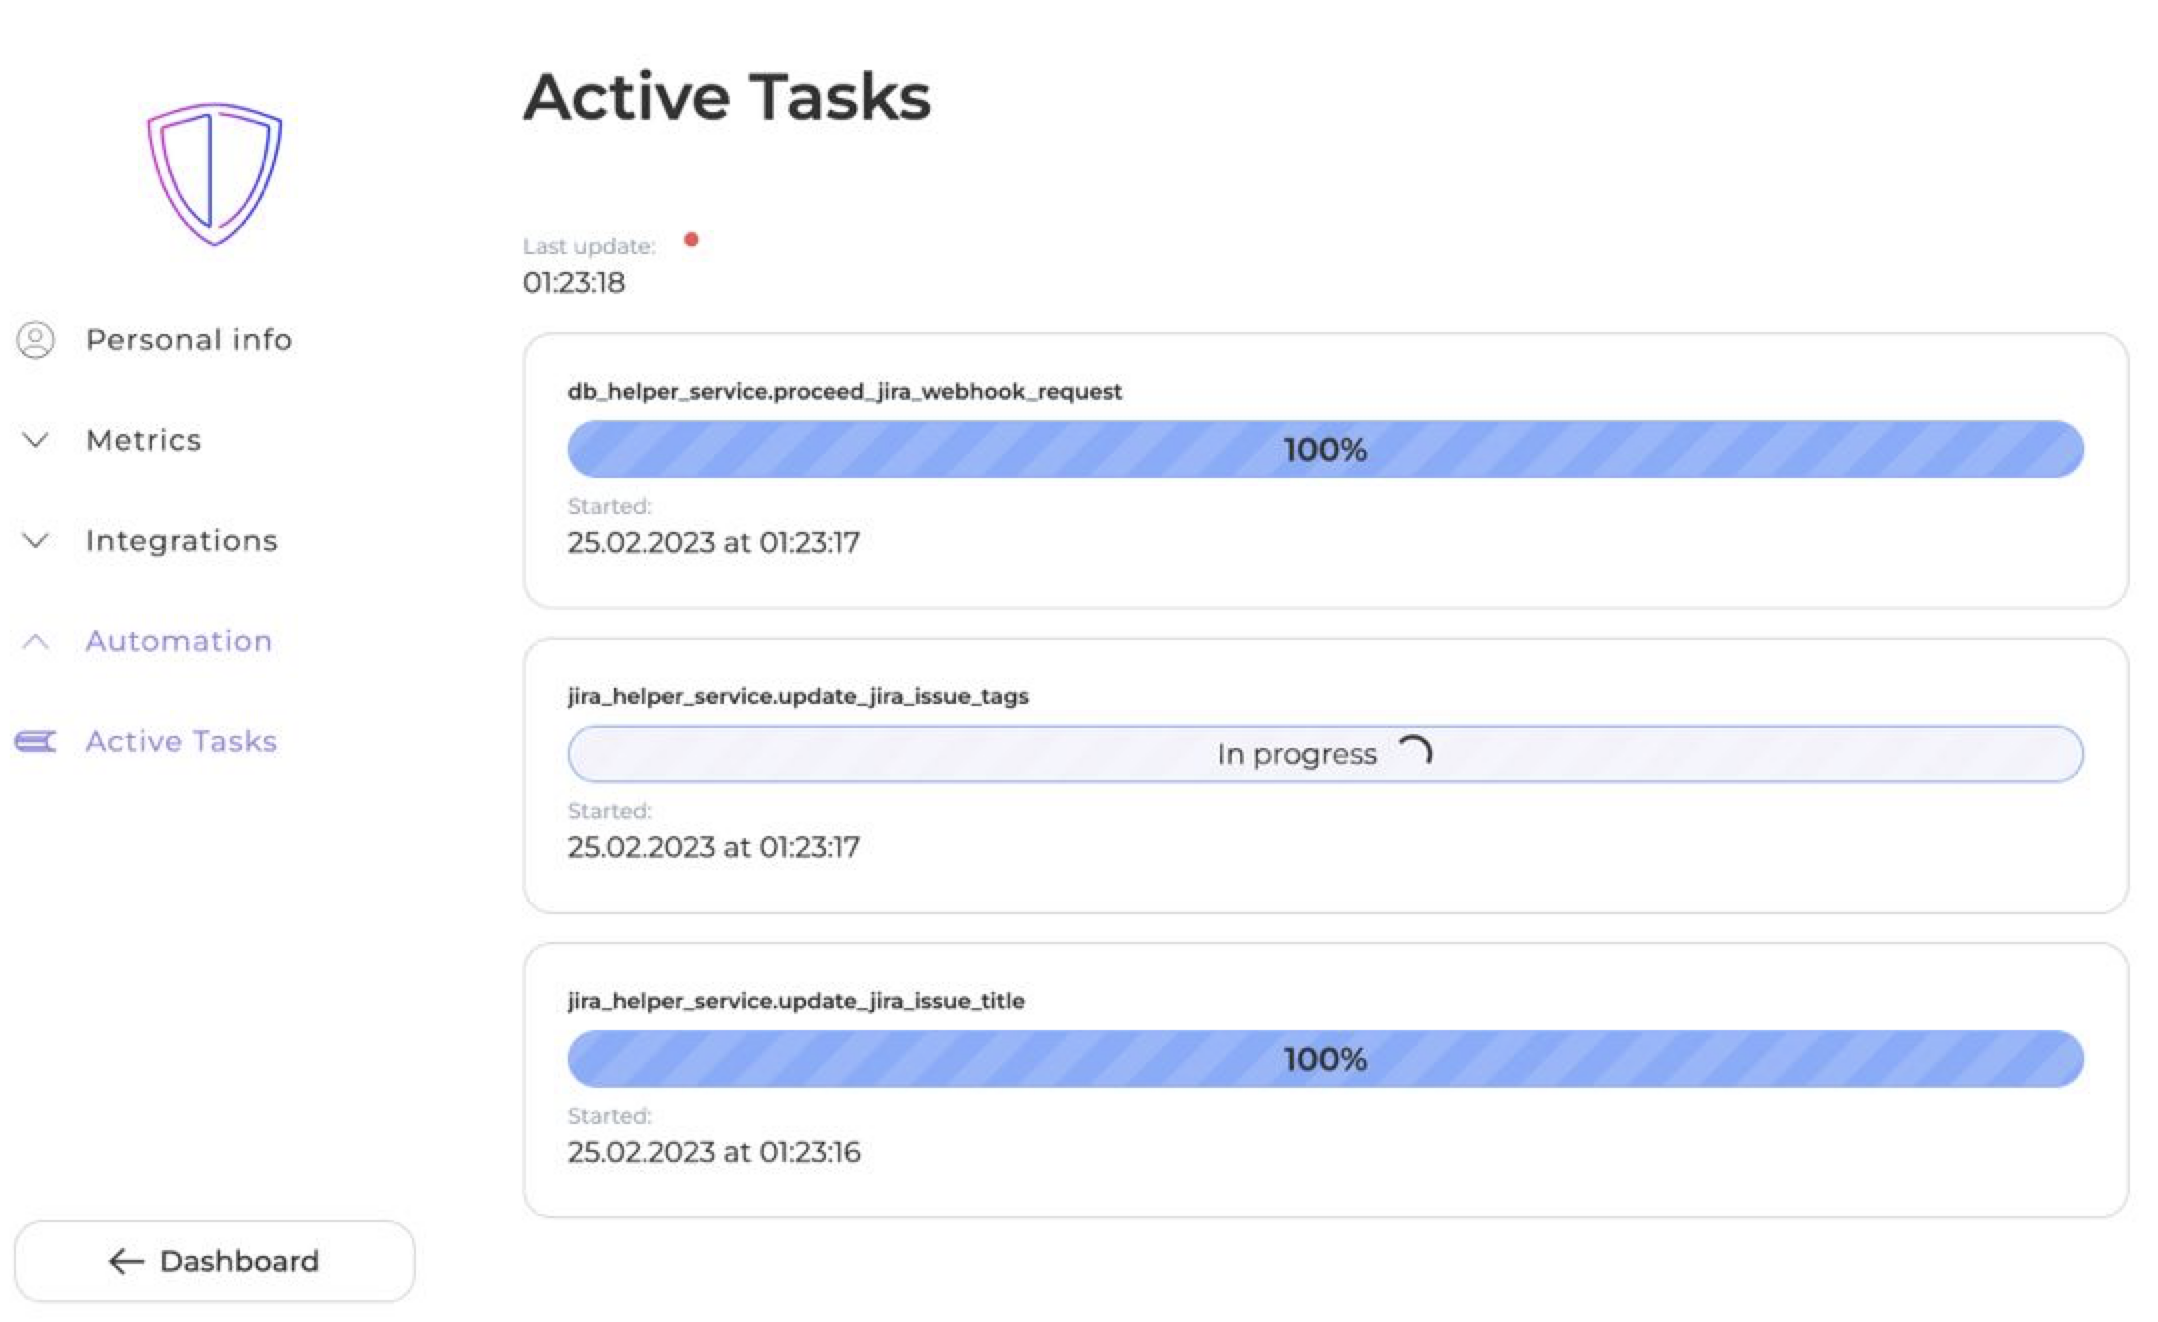 Active Tasks
Last update:
01:23:18
Personal info
Metrics
Integrations
Automation
Active Tasks
Dashboard
db_helper_service.proceed_jira_webhook_request
100%
Started:
25.02.2023 at 01:23:17
jira_helper_service.update_jira_issue_tags
In progress
Started:
25.02.2023 at 01:23:17
jira_helper_service.update_jira_issue_title
100%
Started:
25.02.2023 at 01:23:16